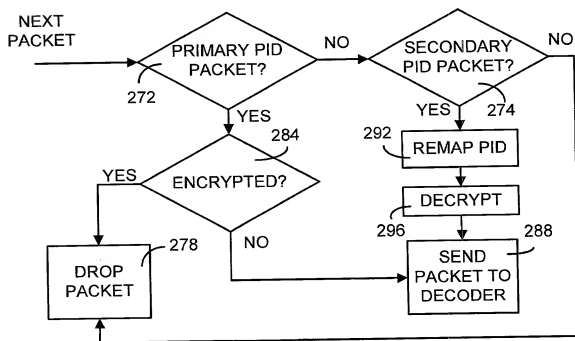 NEXT
PACKET
PRIMARY PID
PACKET?
NO
SECONDARY
PID PACKET?
NO
272
274
YES
YES
284
292
REMAP PID
YES
ENCRYPTED?
DECRYPT
296
278
288
NO
DROP
PACKET
SEND
PACKET TO
DECODER